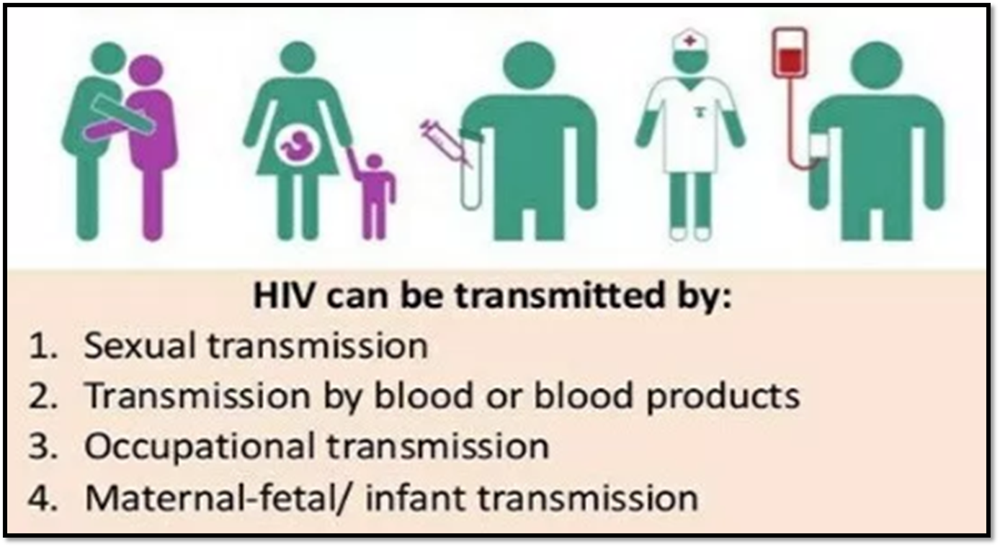 HIV can be transmitted by:
1. Sexual transmission
2. Transmission by blood or blood products
3. Occupational transmission
4. Maternal-fetal/ infant transmission